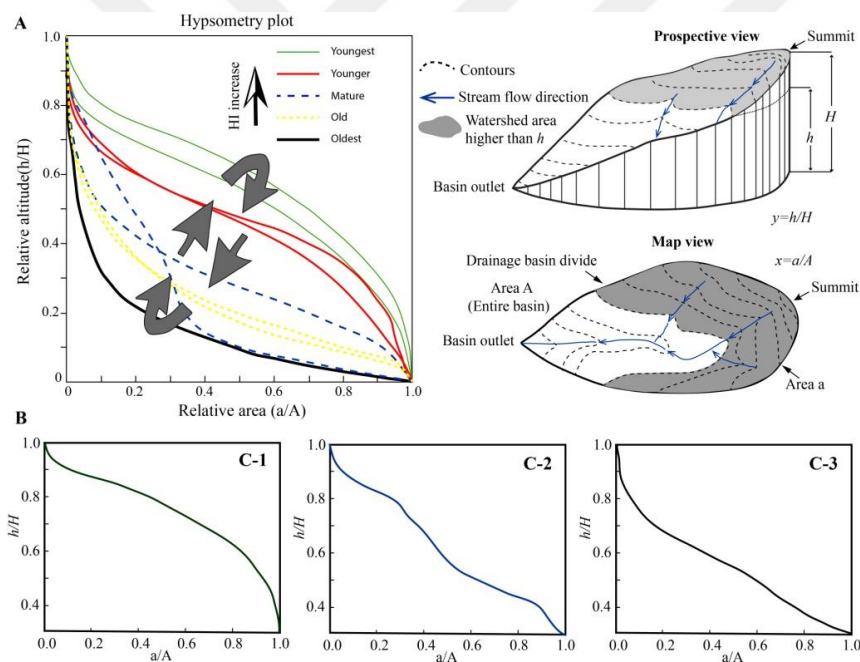 A
Hypsometry plot
Relative altitude(h/H)
1.0
0.8
0.6
0.4
0.2
0
0
0.2
0.4
0.6
0.8
1.0
Relative area (a/A)
HI increase
Youngest
Younger
Mature
Old
Oldest
Prospective view
Summit
Contours
Stream flow direction
Watershed area
higher than h
H
h
Basin outlet
y=h/H
Map view
x=a/A
Drainage basin divide
Summit
Area A
(Entire basin)
Basin outlet
Area a
B
C-1
h/H
1.0
0.8
0.6
0.4
0.0
0.2
0.4
0.6
0.8
1.0
a/A
C-2
h/H
1.0
0.8
0.6
0.4
0.0
0.2
0.4
0.6
0.8
1.0
a/A
C-3
h/H
1.0
0.8
0.6
0.4
0.0
0.2
0.4
0.6
0.8
1.0
a/A